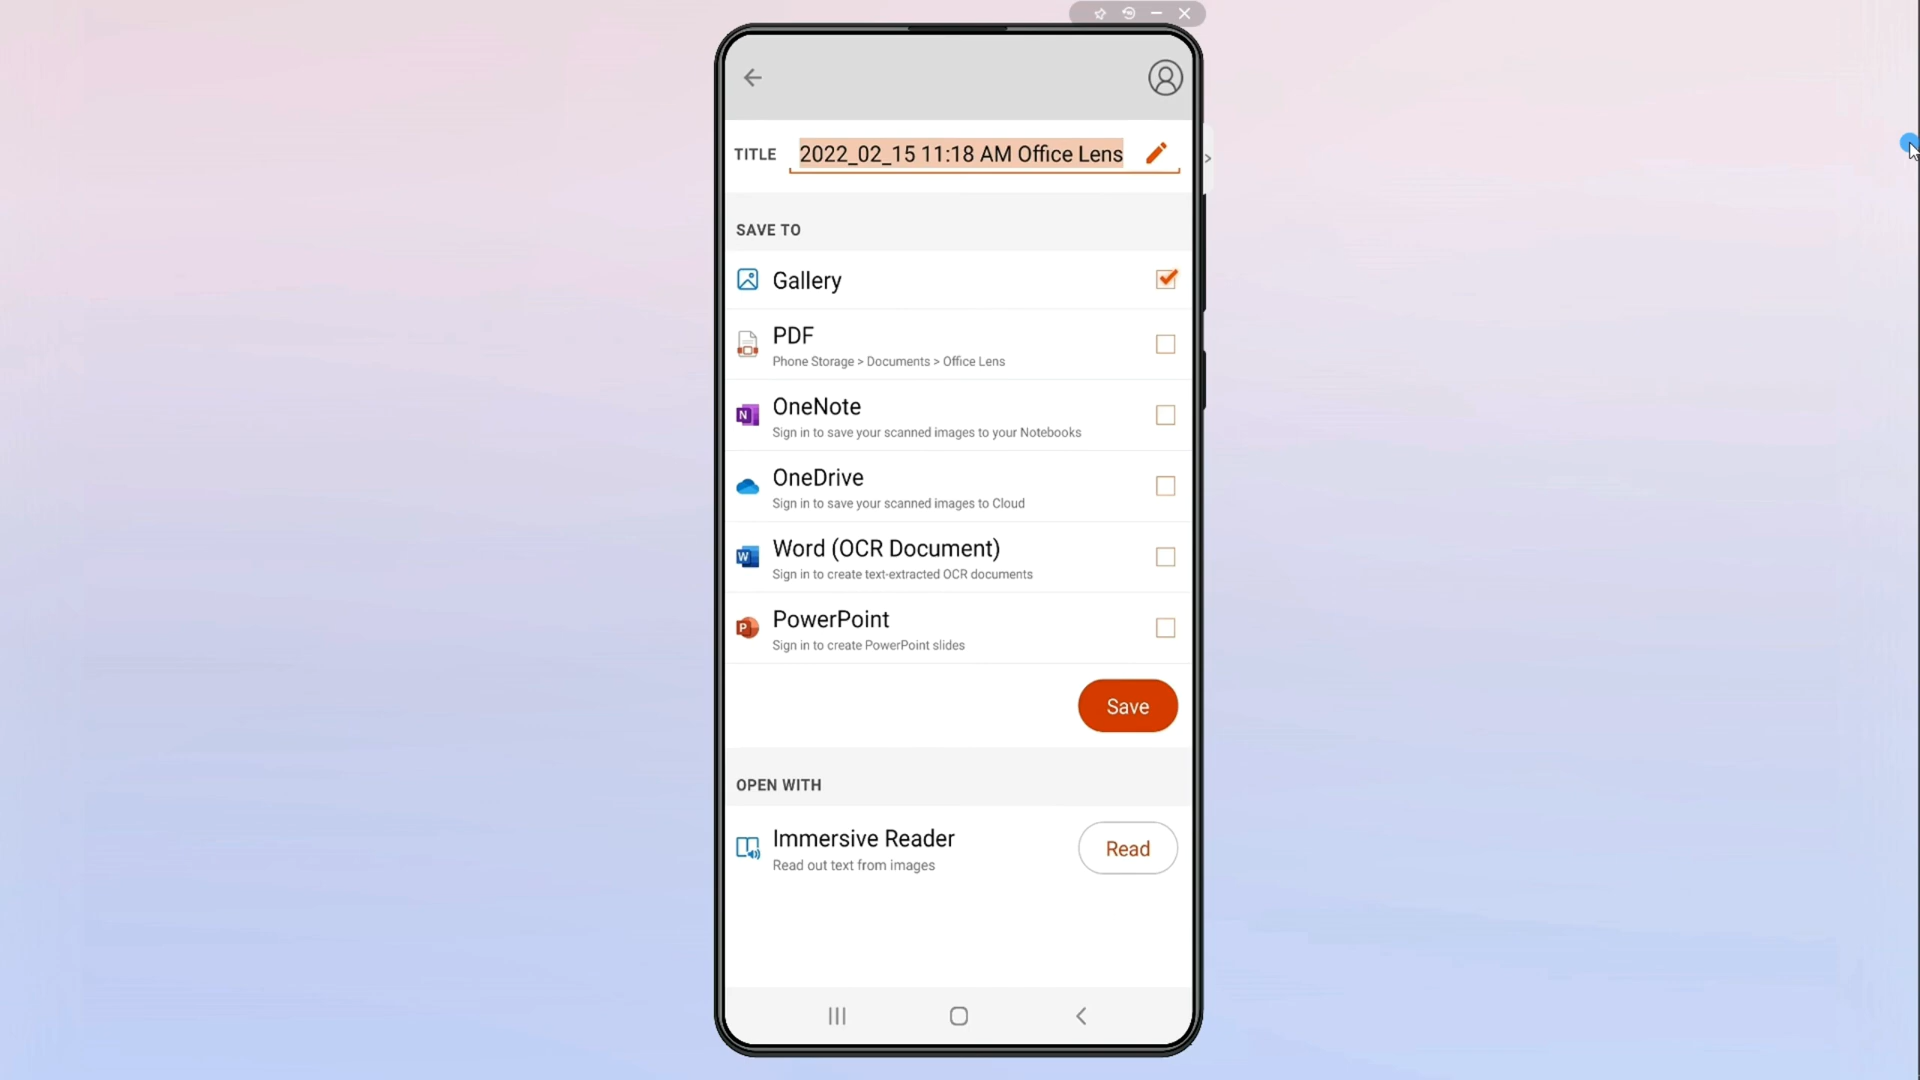 TITLE 2022_02_15 11:18 AM Office Lens
SAVE TO
Gallery
PDF
Phone Storage > Documents > Office Lens
OneNote
Sign in to save your scanned images to your Notebooks
OneDrive
Sign in to save your scanned images to Cloud
Word (OCR Document)
Sign in to create text-extracted OCR documents
PowerPoint
Sign in to create PowerPoint slides
Save
OPEN WITH
Immersive Reader
Read out text from images
Read